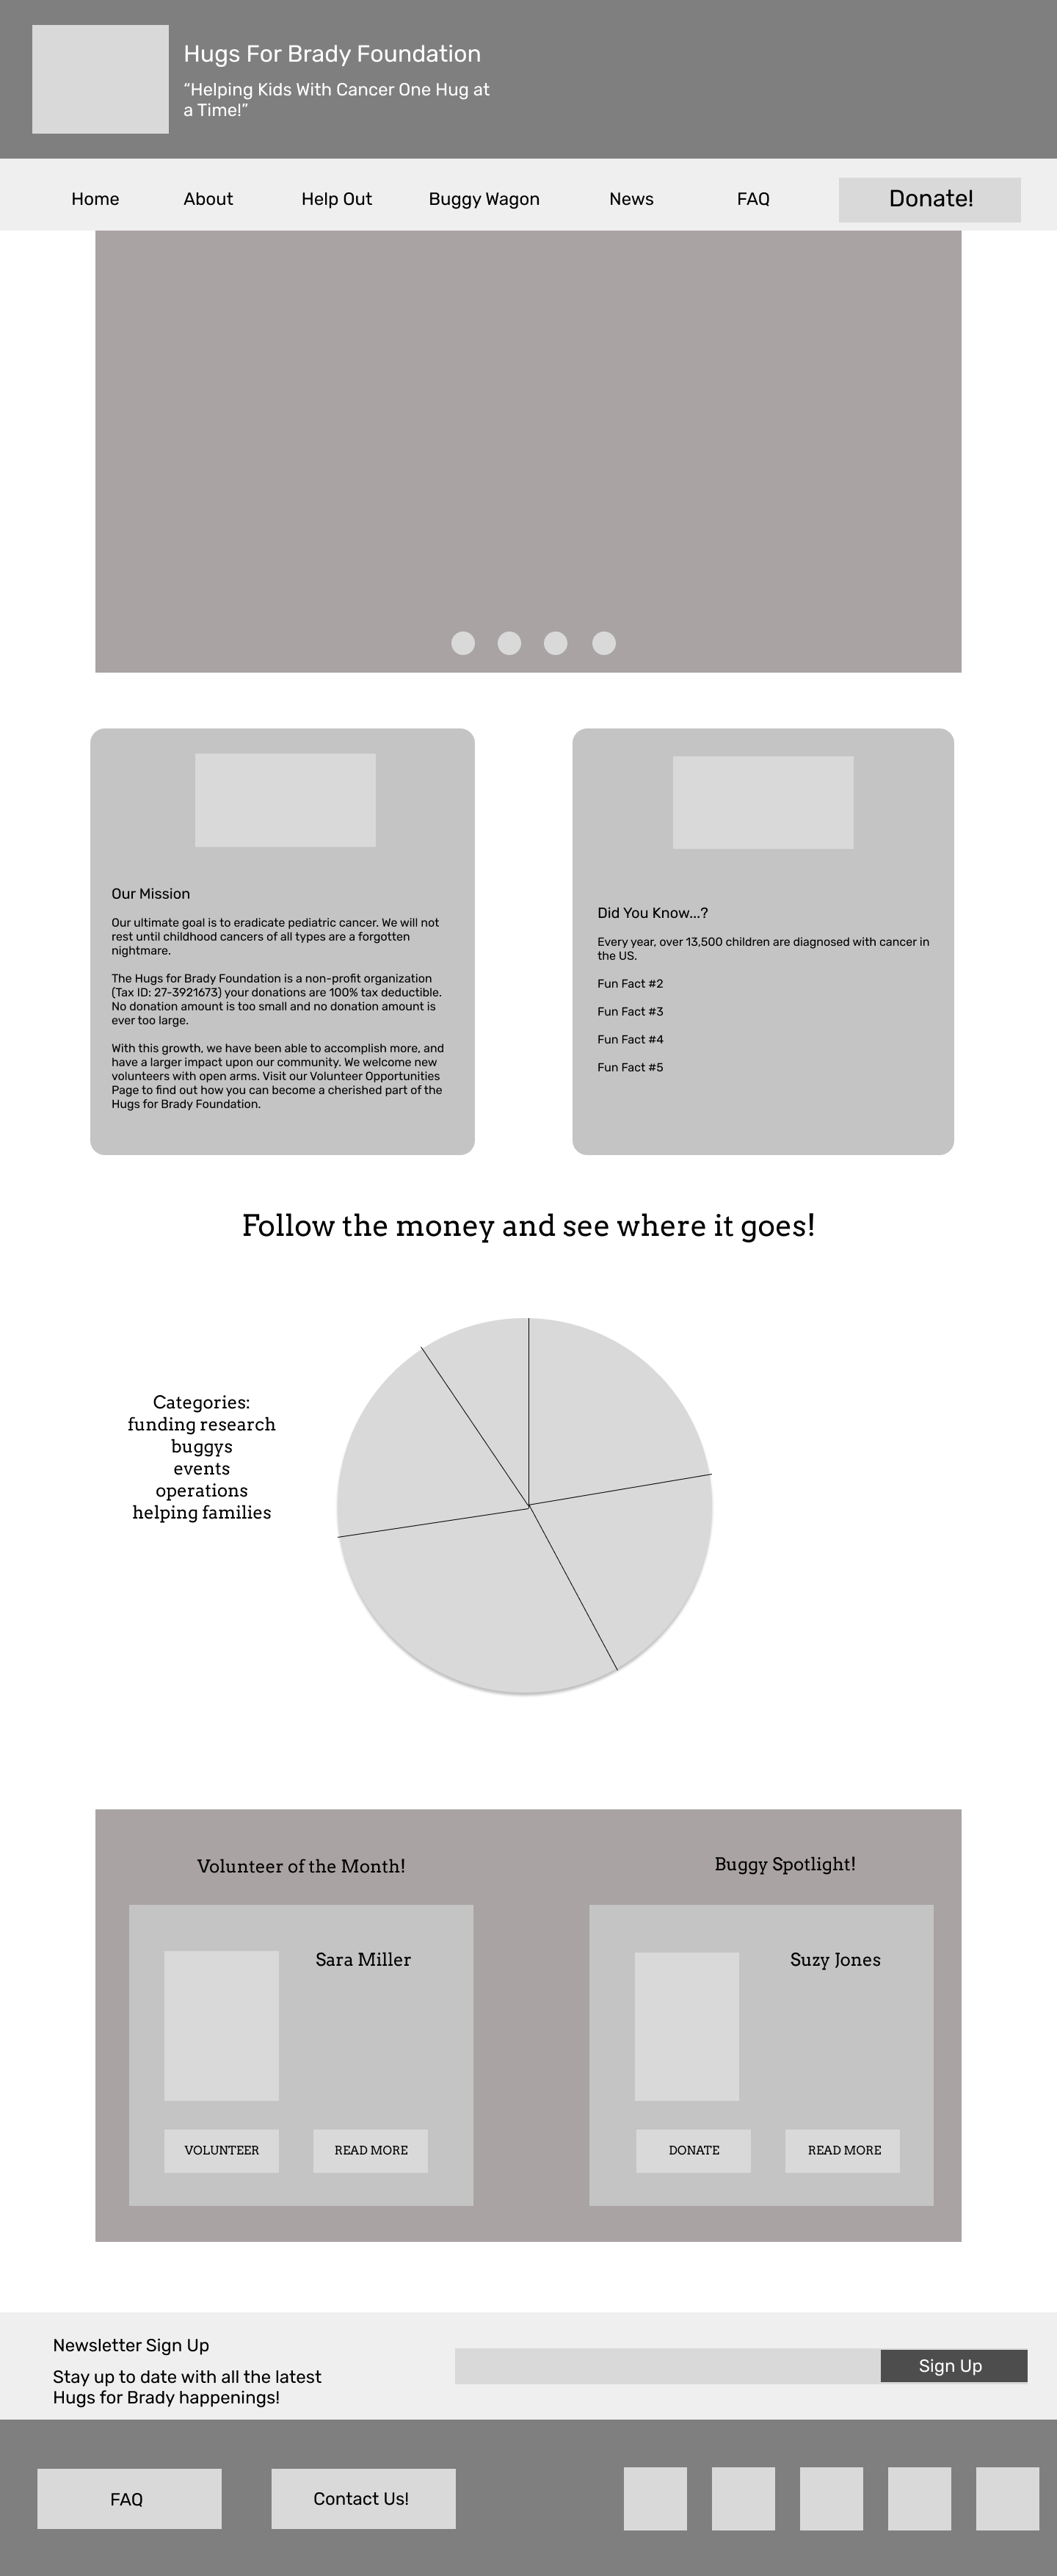 Hugs For Brady Foundation
“Helping Kids With Cancer One Hug at
a Time!”
Home
About
Help Out
Buggy Wagon
News
FAQ
Donate!
Our Mission
Our ultimate goal is to eradicate pediatric cancer. We will not
rest until childhood cancers of all types are a forgotten
nightmare.
The Hugs for Brady Foundation is a non-profit organization
(Tax ID: 27-3921673) your donations are 100% tax deductible.
No donation amount is too small and no donation amount is
ever too large.
With this growth, we have been able to accomplish more, and
have a larger impact upon our community. We welcome new
volunteers with open arms. Visit our Volunteer Opportunities
Page to find out how you can become a cherished part of the
Hugs for Brady Foundation.
Did You Know...?
Every year, over 13,500 children are diagnosed with cancer in
the US.
Fun Fact #2
Fun Fact #3
Fun Fact #4
Fun Fact #5
Follow the money and see where it goes!
Categories:
funding research
buggys
events
operations
helping families
Volunteer of the Month!
Sara Miller
VOLUNTEER
READ MORE
Buggy Spotlight!
Suzy Jones
DONATE
READ MORE
Newsletter Sign Up
Stay up to date with all the latest
Hugs for Brady happenings!
Sign Up
FAQ
Contact Us!